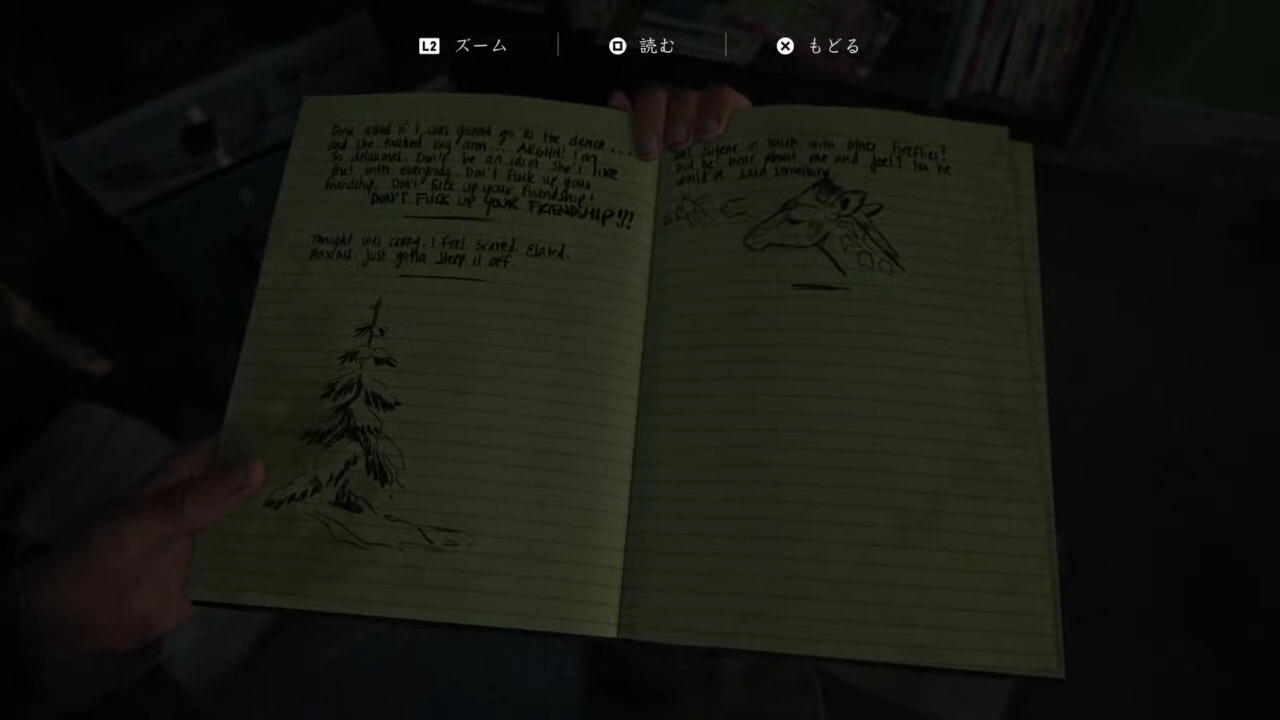 L2 ズーム
読む
もどる
Dina asked if I was gonna go to the dance...
and she touched my arm.. ? ARGHH! I'm
so delusional. Don't be an idiot she's like
that with everybody. Don't fuck up your
friendship. Don't fuck up your friendship!
DON'T FUCK UP YOUR FRIENDSHIP!!!
Tonight was crazy. I feel scared. Elated.
Anxious just gotta sleep it off.
Was Eugene in touch with other Fireflies?
Did he hear about me and Joel? No he
would've said something